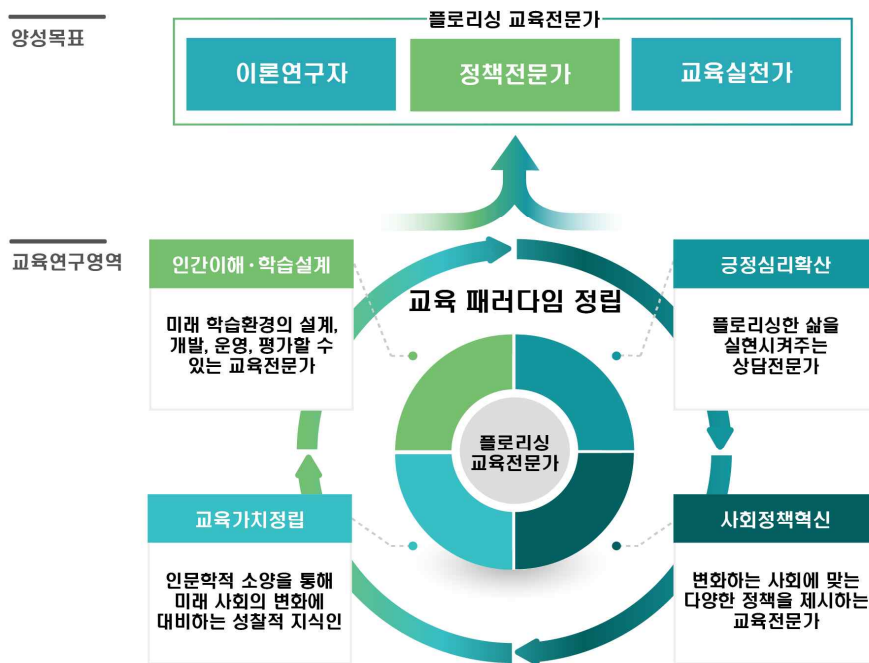 양성목표
플로리싱 교육전문가
이론연구자
정책전문가
교육실천가
교육연구영역
인간이해·학습설계
미래 학습환경의 설계,
개발, 운영, 평가할 수
있는 교육전문가
교육 패러다임 정립
긍정심리확산
플로리싱한 삶을
실현시켜주는
상담전문가
플로리싱
교육전문가
교육가치정립
인문학적 소양을 통해
미래 사회의 변화에
대비하는 성찰적 지식인
사회정책혁신
변화하는 사회에 맞는
다양한 정책을 제시하는
교육전문가